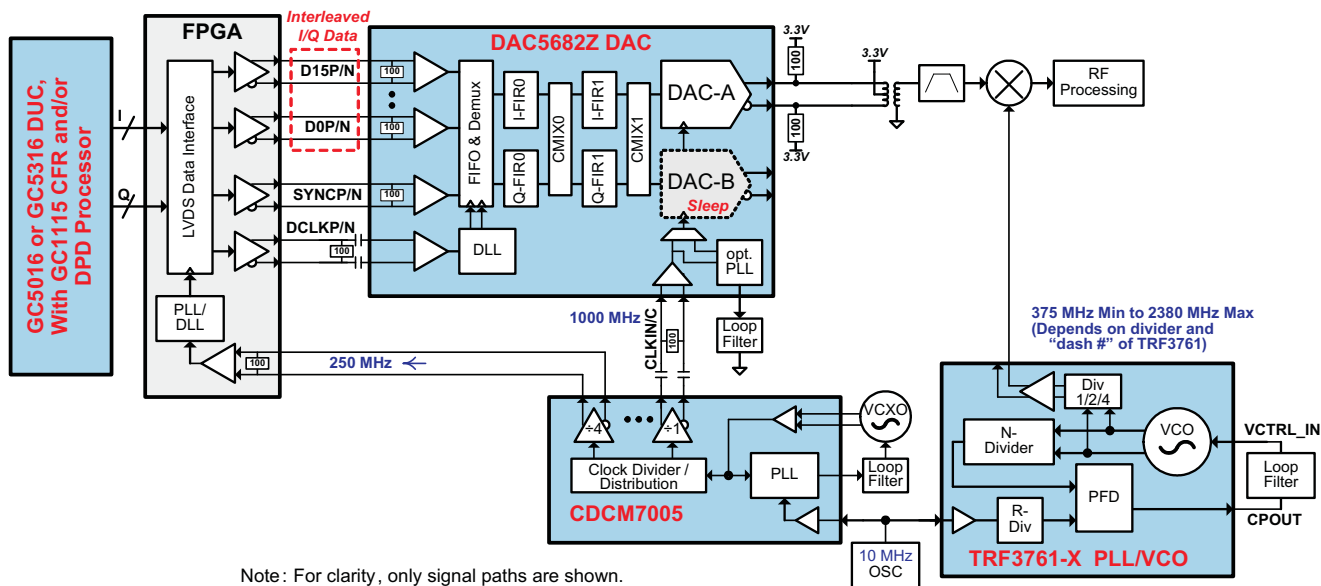 GC5016 or GC5316 DUC,
With GC1115 CFR and/or
DPD Processor
I
Q
FPGA
LVDS Data Interface
PLL/
DLL
100
Interleaved
I/Q Data
D15P/N
D0P/N
SYNCP/N
DCLKP/N
100
100
100
100
DAC5682Z DAC
FIFO & Demux
I-FIR0
Q-FIR0
CMIX0
I-FIR1
Q-FIR1
CMIX1
DAC-A
DAC-B
Sleep
DLL
opt.
PLL
Loop
Filter
3.3V
100
3.3V
100
3.3V
RF
Processing
1000 MHz
CLKIN/C
100
250 MHz
375 MHz Min to 2380 MHz Max
(Depends on divider and
"dash #" of TRF3761)
÷4
÷1
VCXO
Clock Divider /
Distribution
PLL
Loop
Filter
CDCM7005
Div
1/2/4
N-
Divider
VCO
VCTRL_IN
Loop
Filter
PFD
R-
Div
CPOUT
TRF3761-X PLL/VCO
10 MHz
OSC
Note: For clarity, only signal paths are shown.